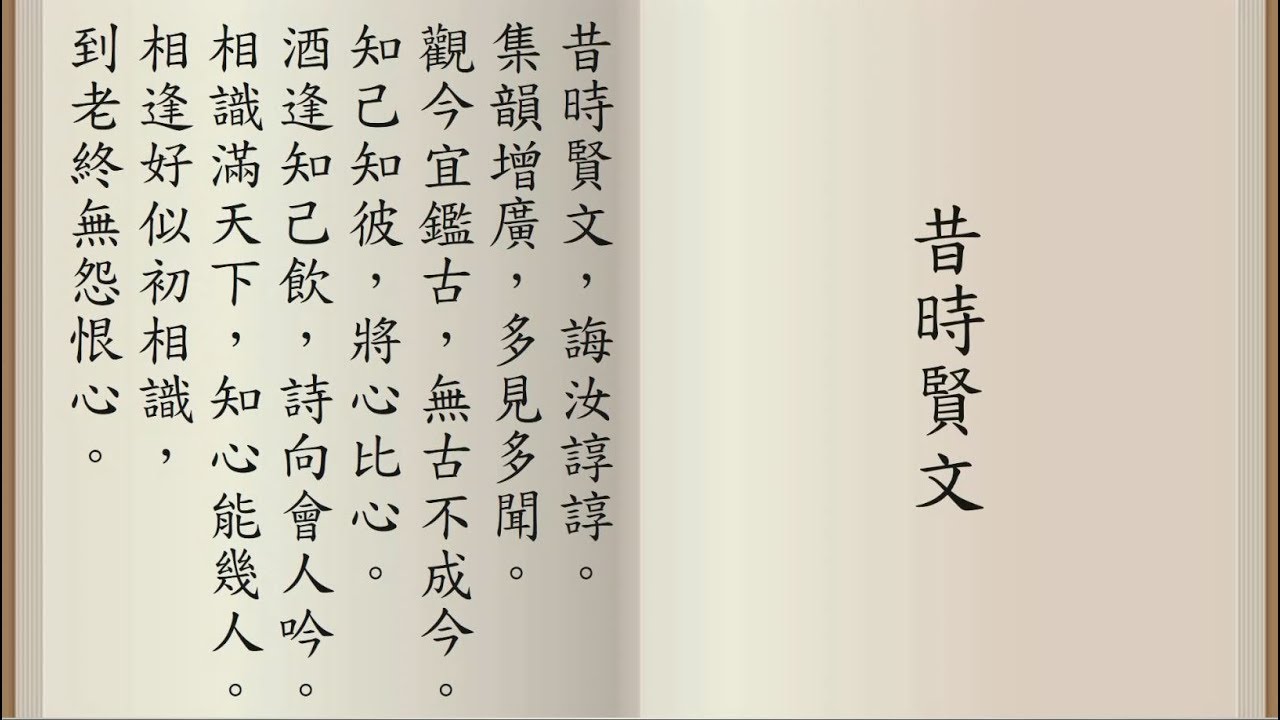 昔時賢文
昔時賢文，誨汝諄諄。
集韻增廣，多見多聞。
觀今宜鑑古，無古不成今。
知己知彼，將心比心。
酒逢知己飲，詩向會人吟。
相識滿天下，知心能幾人。
相逢好似初相識，
到老終無怨恨心。